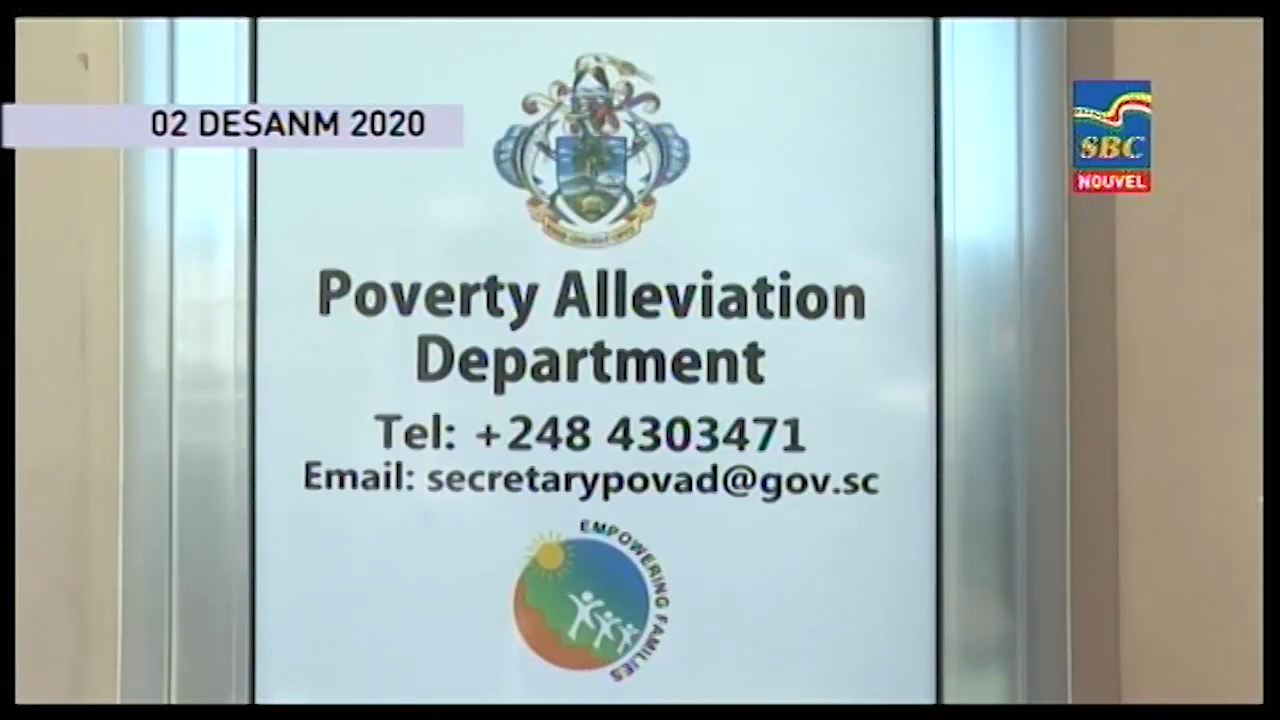 02 DESANM 2020
SBC
NOUVEL
Poverty Alleviation
Department
Tel: +248 4303471
Email: secretarypovad@gov.sc
EMPOWERING FAMILIES